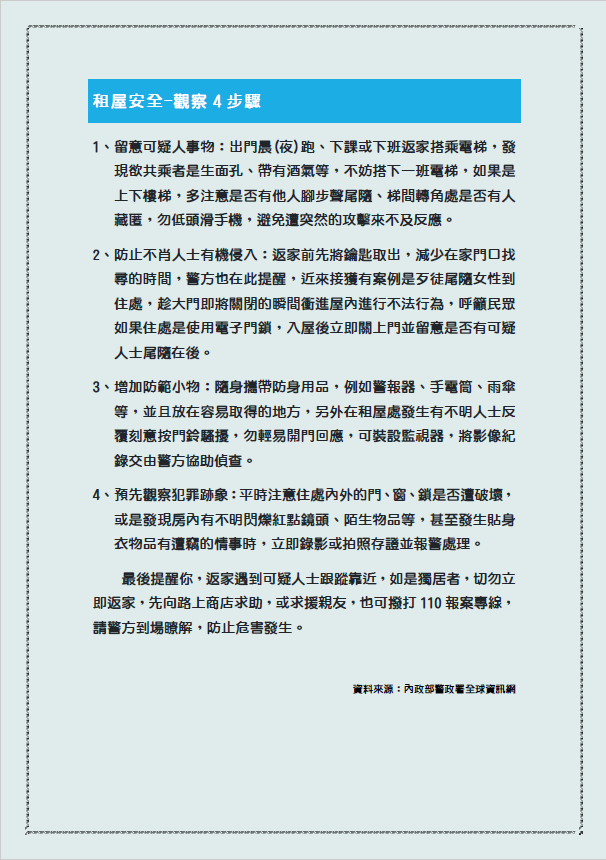 租屋安全-觀察 4 步驟
1、留意可疑人事物：出門晨(夜)跑、下課或下班返家搭乘電梯，發
現欲共乘者是生面孔、帶有酒氣等，不妨搭下一班電梯，如果是
上下樓梯，多注意是否有他人腳步聲尾隨、梯間轉角處是否有人
藏匿，勿低頭滑手機，避免遭突然的攻擊來不及反應。
2、防止不肖人士有機侵入：返家前先將鑰匙取出，減少在家門口找
尋的時間，警方也在此提醒，近來接獲有案例是歹徒尾隨女性到
住處，趁大門即將關閉的瞬間衝進屋內進行不法行為，呼籲民眾
如果住處是使用電子門鎖，入屋後立即關上門並留意是否有可疑
人士尾隨在後。
3、增加防範小物：隨身攜帶防身用品，例如警報器、手電筒、雨傘
等，並且放在容易取得的地方，另外在租屋處發生有不明人士反
覆刻意按門鈴騷擾，勿輕易開門回應，可裝設監視器，將影像紀
錄交由警方協助偵查。
4、預先觀察犯罪跡象：平時注意住處內外的門、窗、鎖是否遭破壞，
或是發現房內有不明閃爍紅點鏡頭、陌生物品等，甚至發生貼身
衣物品有遭竊的情事時，立即錄影或拍照存證並報警處理。
最後提醒你，返家遇到可疑人士跟蹤靠近，如是獨居者，切勿立
即返家，先向路上商店求助，或求援親友，也可撥打 110 報案專線，
請警方到場瞭解，防止危害發生。
資料來源：內政部警政署全球資訊網